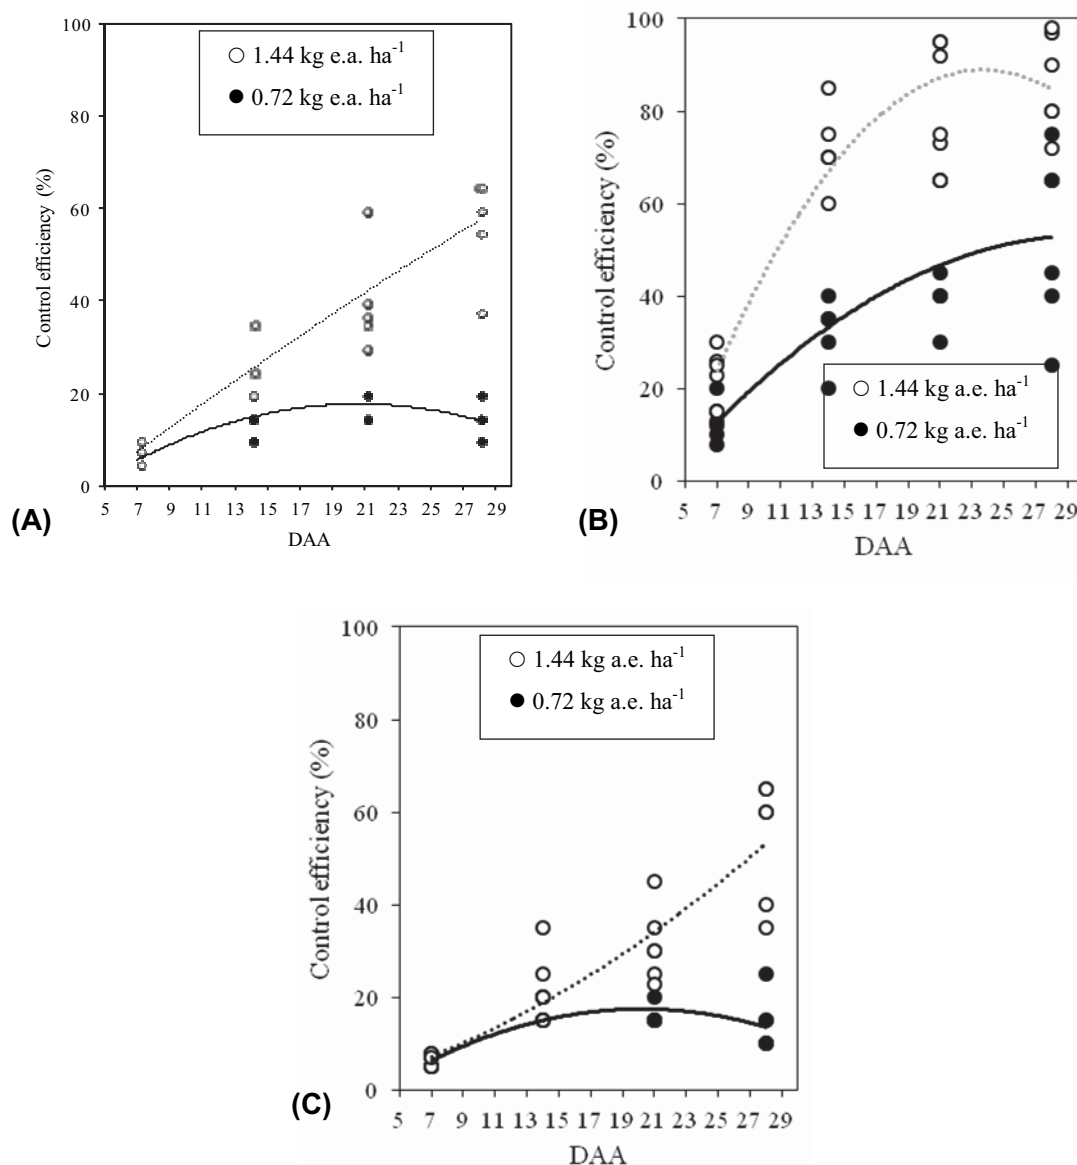 100
80
60
40
20
0
Control efficiency (%)
1.44 kg e.a. ha⁻¹
0.72 kg e.a. ha⁻¹
5 7 9 11 13 15 17 19 21 23 25 27 29
DAA
(A)
100
80
60
40
20
0
Control efficiency (%)
1.44 kg a.e. ha⁻¹
0.72 kg a.e. ha⁻¹
5 7 9 11 13 15 17 19 21 23 25 27 29
DAA
(B)
100
80
60
40
20
0
Control efficiency (%)
1.44 kg a.e. ha⁻¹
0.72 kg a.e. ha⁻¹
5 7 9 11 13 15 17 19 21 23 25 27 29
DAA
(C)